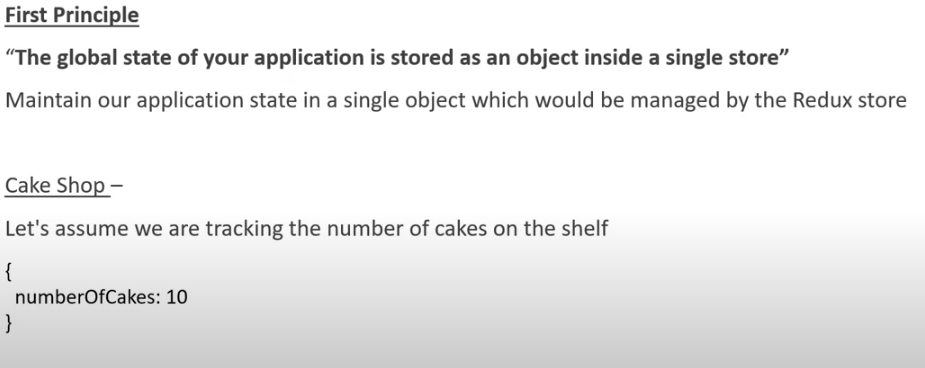 First Principle
“The global state of your application is stored as an object inside a single store”
Maintain our application state in a single object which would be managed by the Redux store
Cake Shop –
Let's assume we are tracking the number of cakes on the shelf
{
numberOfCakes: 10
}